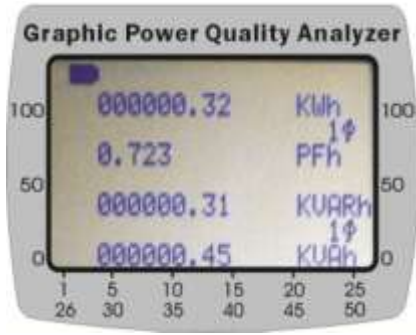 Graphic Power Quality Analyzer
000000.32 KWh
1φ
0.723 PFh
000000.31 KVARh
1φ
000000.45 KVAh
100 100
50 50
0 0
1 5 10 15 20 25
26 30 35 40 45 50